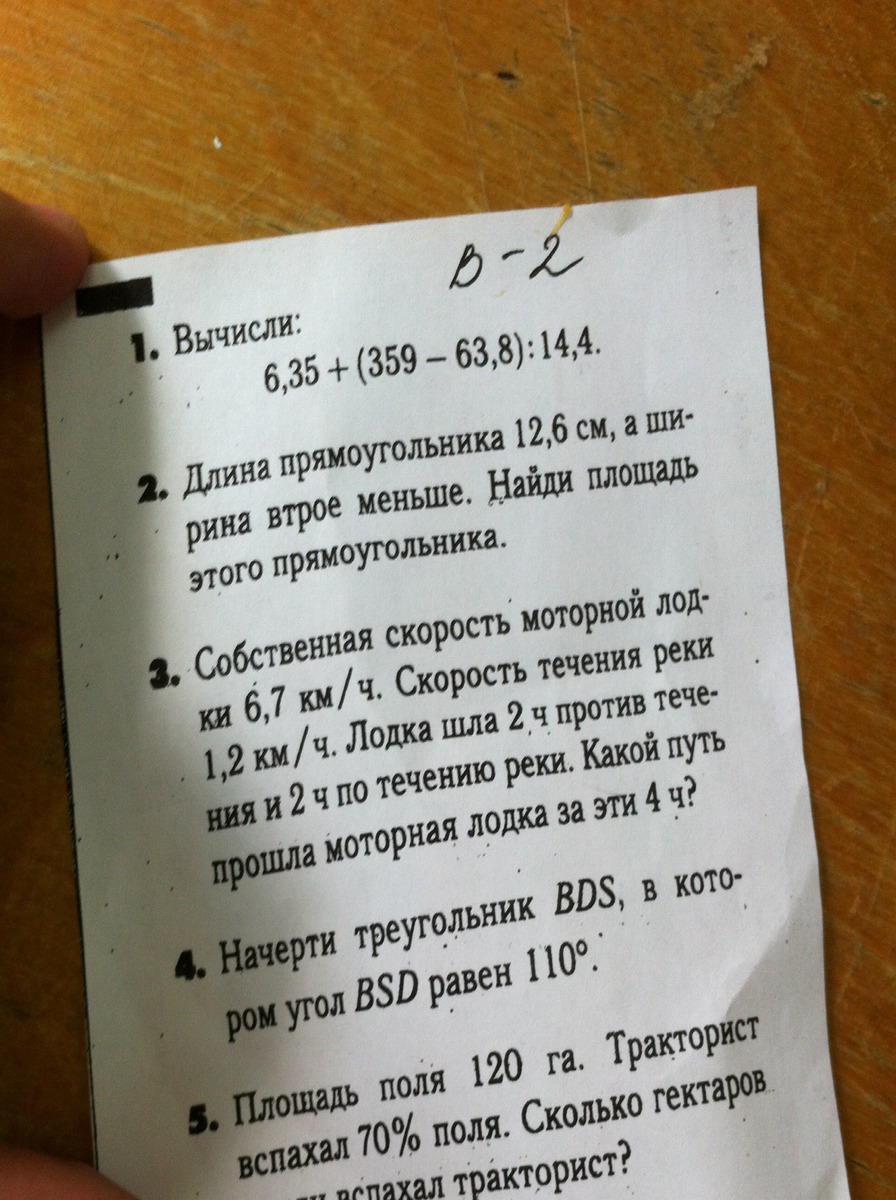 В-2
1. Вычисли:
6,35 + (359 – 63,8) : 14,4.
2. Длина прямоугольника 12,6 см, а ши-
рина втрое меньше. Найди площадь
этого прямоугольника.
3. Собственная скорость моторной лод-
ки 6,7 км/ч. Скорость течения реки
1,2 км/ч. Лодка шла 2 ч против тече-
ния и 2 ч по течению реки. Какой путь
прошла моторная лодка за эти 4 ч?
4. Начерти треугольник BDS, в кото-
ром угол BSD равен 110°.
5. Площадь поля 120 га. Тракторист
вспахал 70% поля. Сколько гектаров
вспахал тракторист?